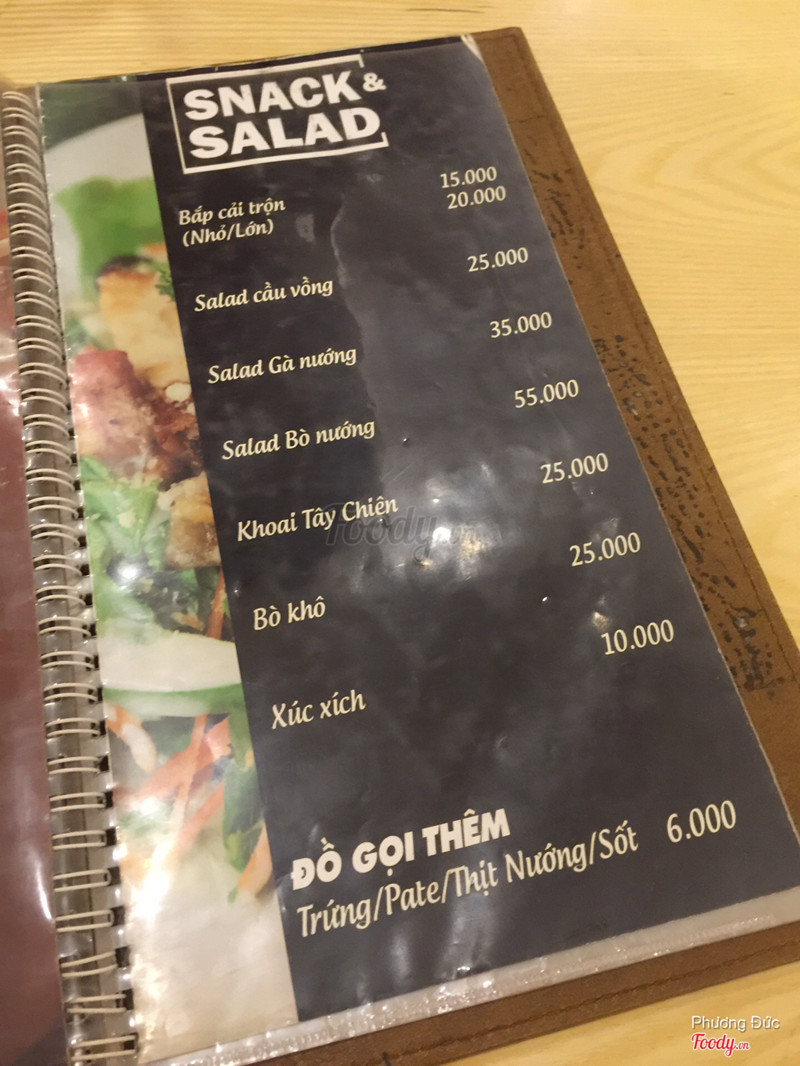 SNACK &
SALAD
Bắp cải trộn 15.000
(Nhỏ/Lớn) 20.000
Salad cầu vồng 25.000
Salad Gà nướng 35.000
Salad Bò nướng 55.000
Khoai Tây Chiên 25.000
Bò khô 25.000
Xúc xích 10.000
ĐỒ GỌI THÊM
Trứng/Pate/Thịt Nướng/Sốt 6.000
Foody.vn
Phương Đức
Foody.vn